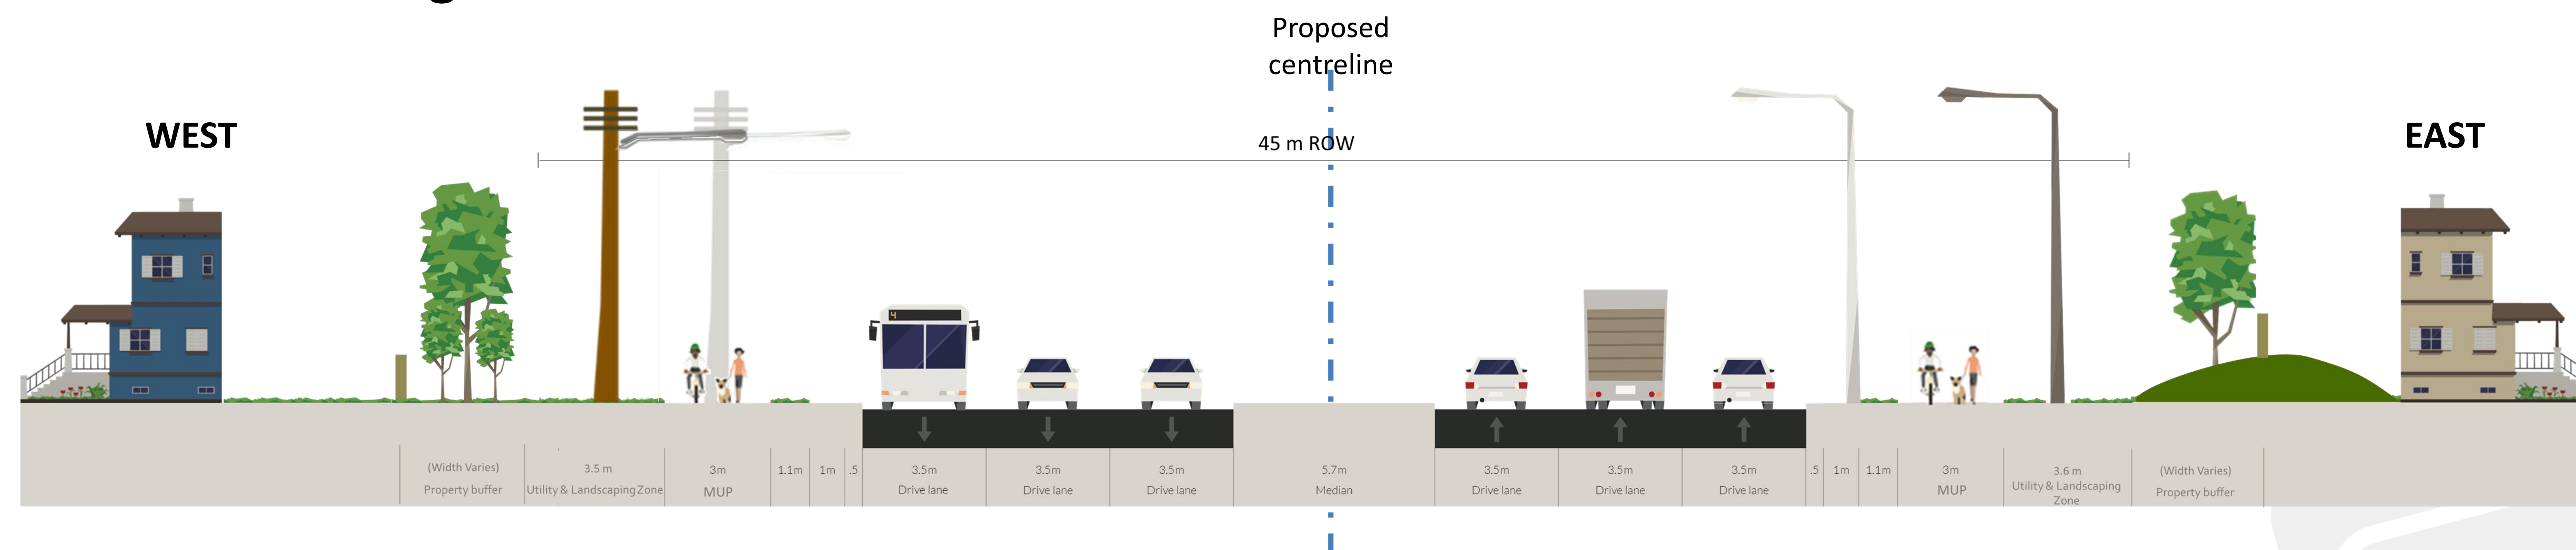 Proposed
centreline
WEST
EAST
45 m ROW
4
(Width Varies)
Property buffer
3.5 m
Utility & Landscaping Zone
3m
MUP
1.1m
1m
.5
3.5m
Drive lane
3.5m
Drive lane
3.5m
Drive lane
5.7m
Median
3.5m
Drive lane
3.5m
Drive lane
3.5m
Drive lane
.5
1m
1.1m
3m
MUP
3.6 m
Utility & Landscaping
Zone
(Width Varies)
Property buffer